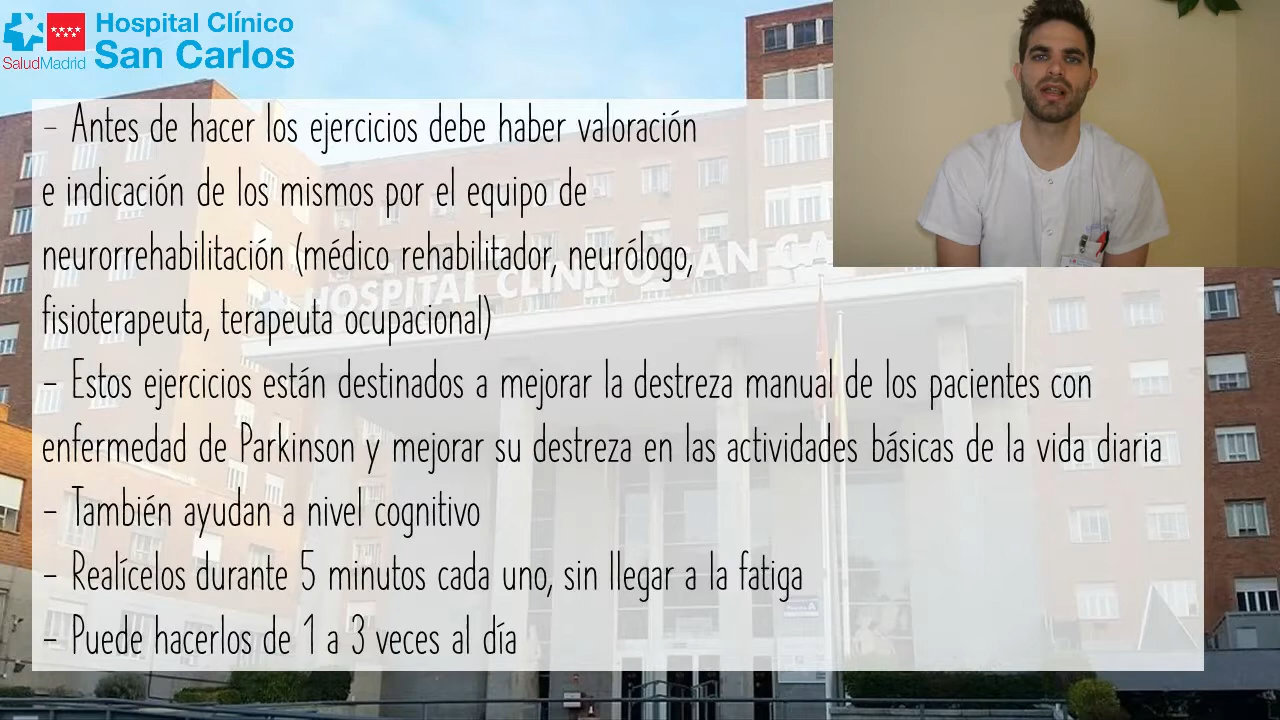 Hospital Clínico
San Carlos
SaludMadrid
- Antes de hacer los ejercicios debe haber valoración
e indicación de los mismos por el equipo de
neurorrehabilitación (médico rehabilitador, neurólogo,
fisioterapeuta, terapeuta ocupacional)
- Estos ejercicios están destinados a mejorar la destreza manual de los pacientes con
enfermedad de Parkinson y mejorar su destreza en las actividades básicas de la vida diaria
- También ayudan a nivel cognitivo
- Realícelos durante 5 minutos cada uno, sin llegar a la fatiga
- Puede hacerlos de 1 a 3 veces al día
HOSPITAL CLINICO SAN CA